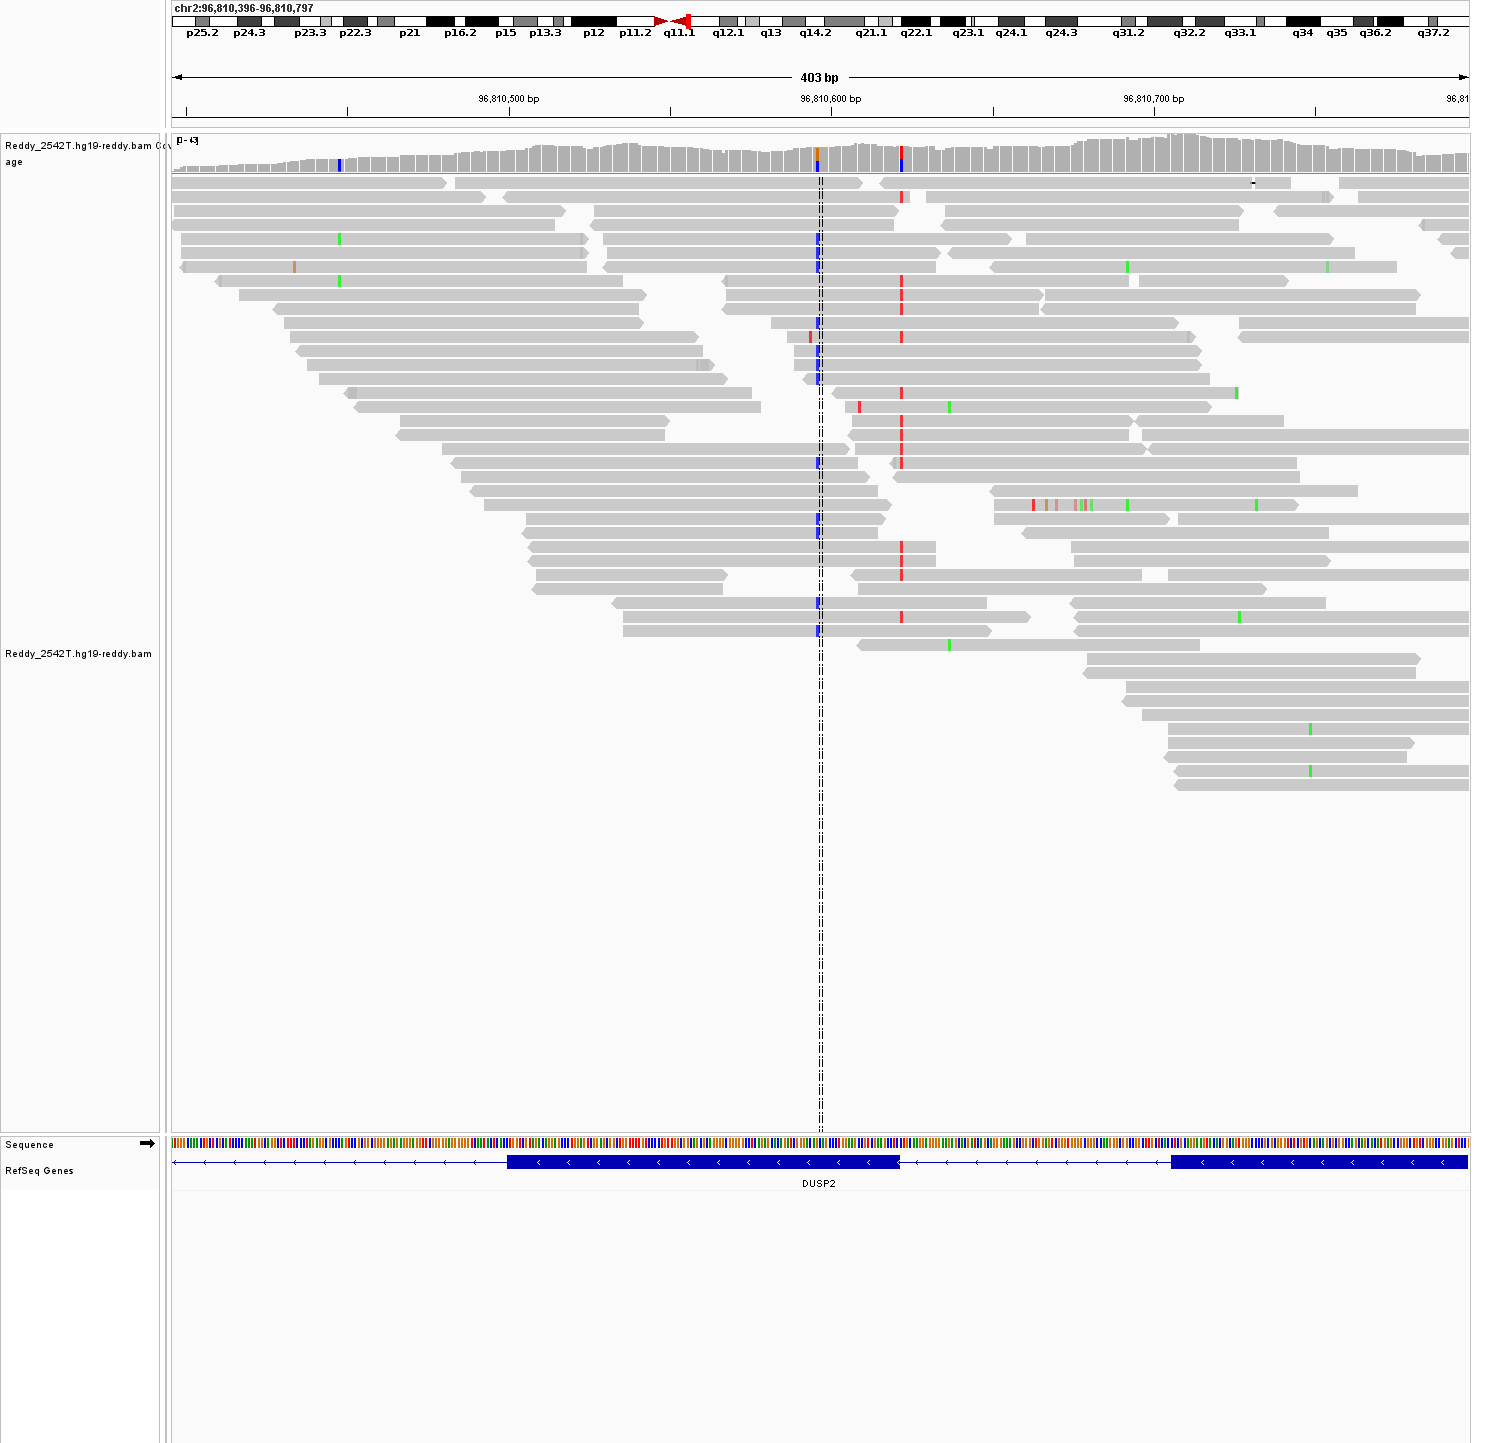 chr2:96,810,396-96,810,797
p25.2 p24.3 p23.3 p22.3 p21 p16.2 p15 p13.3 p12 p11.2 q11.1 q12.1 q13 q14.2 q21.1 q22.1 q23.1 q24.1 q24.3 q31.2 q32.2 q33.1 q34 q35 q36.2 q37.2
403 bp
96,810,500 bp 96,810,600 bp 96,810,700 bp 96,81
Reddy_2542T.hg19-reddy.bam Cov
age
[0 - 43]
Reddy_2542T.hg19-reddy.bam
Sequence
RefSeq Genes
DUSP2